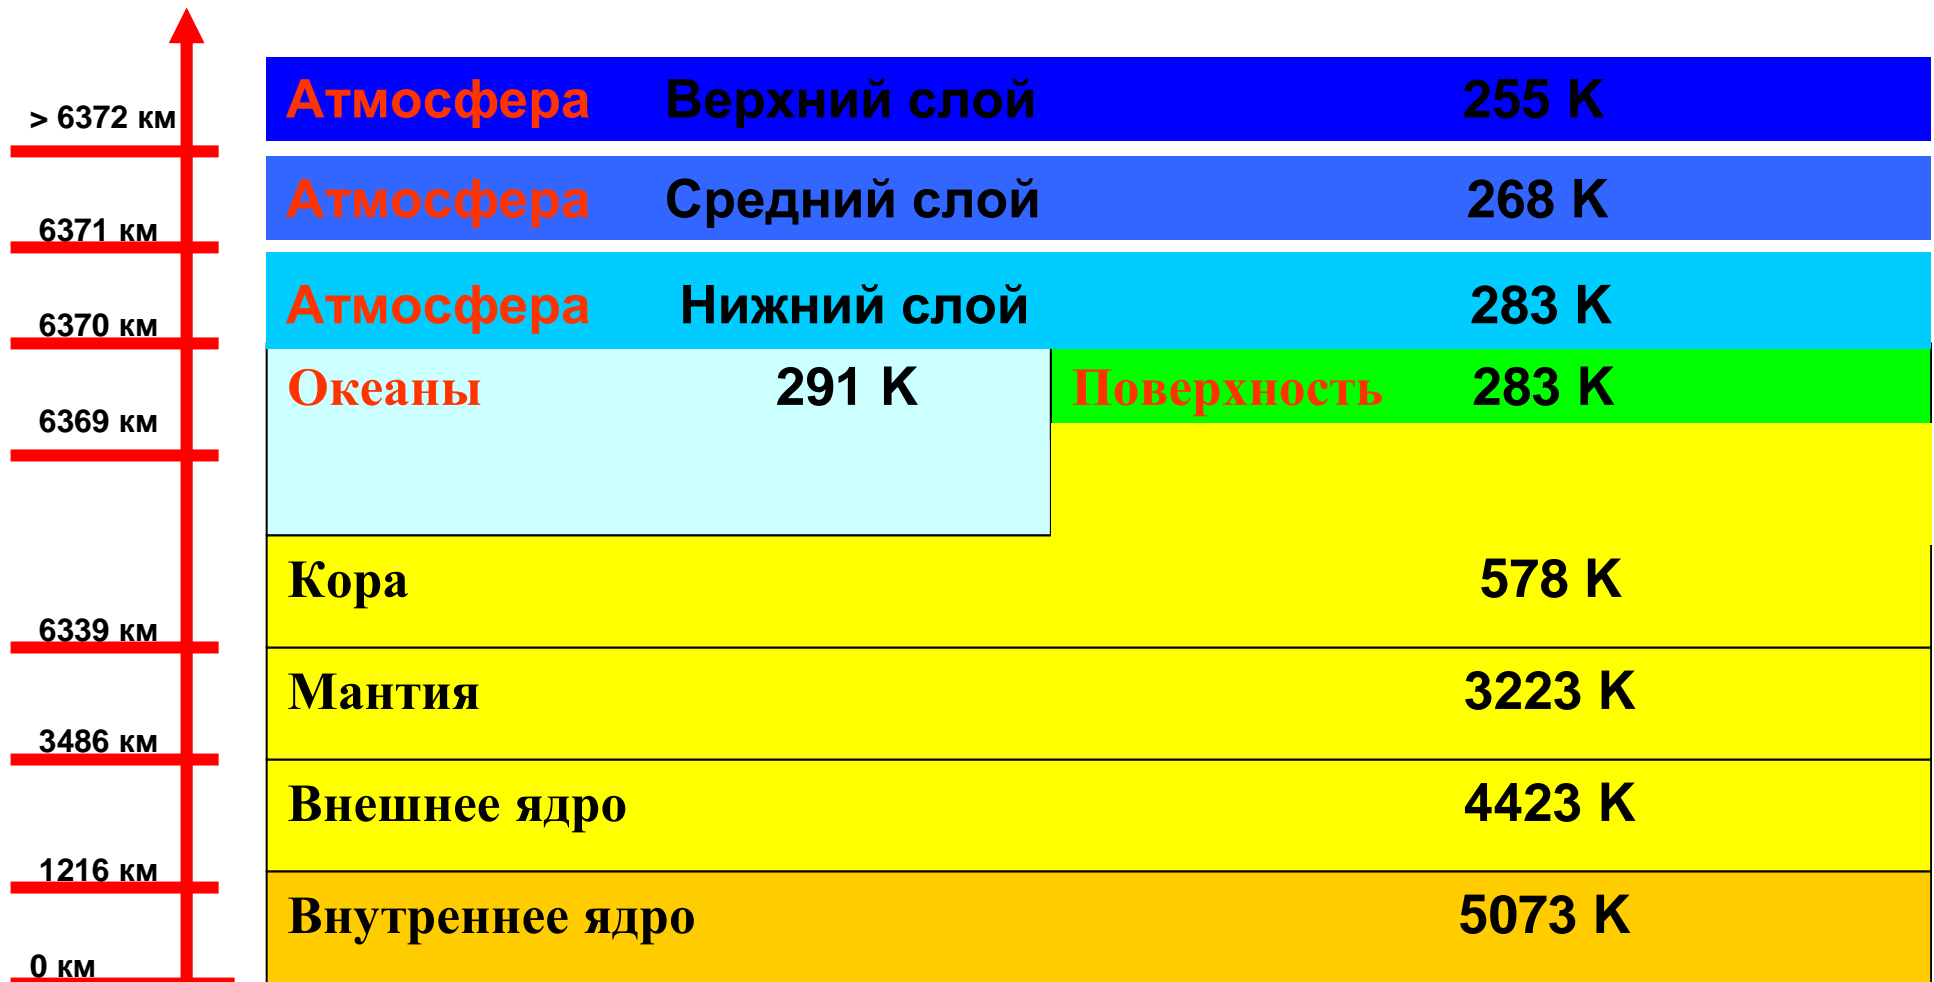 > 6372 км
Атмосфера Верхний слой 255 K
6371 км
Атмосфера Средний слой 268 K
6370 км
Атмосфера Нижний слой 283 K
6369 км
Океаны 291 K Поверхность 283 K
Кора 578 K
6339 км
Мантия 3223 K
3486 км
Внешнее ядро 4423 K
1216 км
Внутреннее ядро 5073 K
0 км